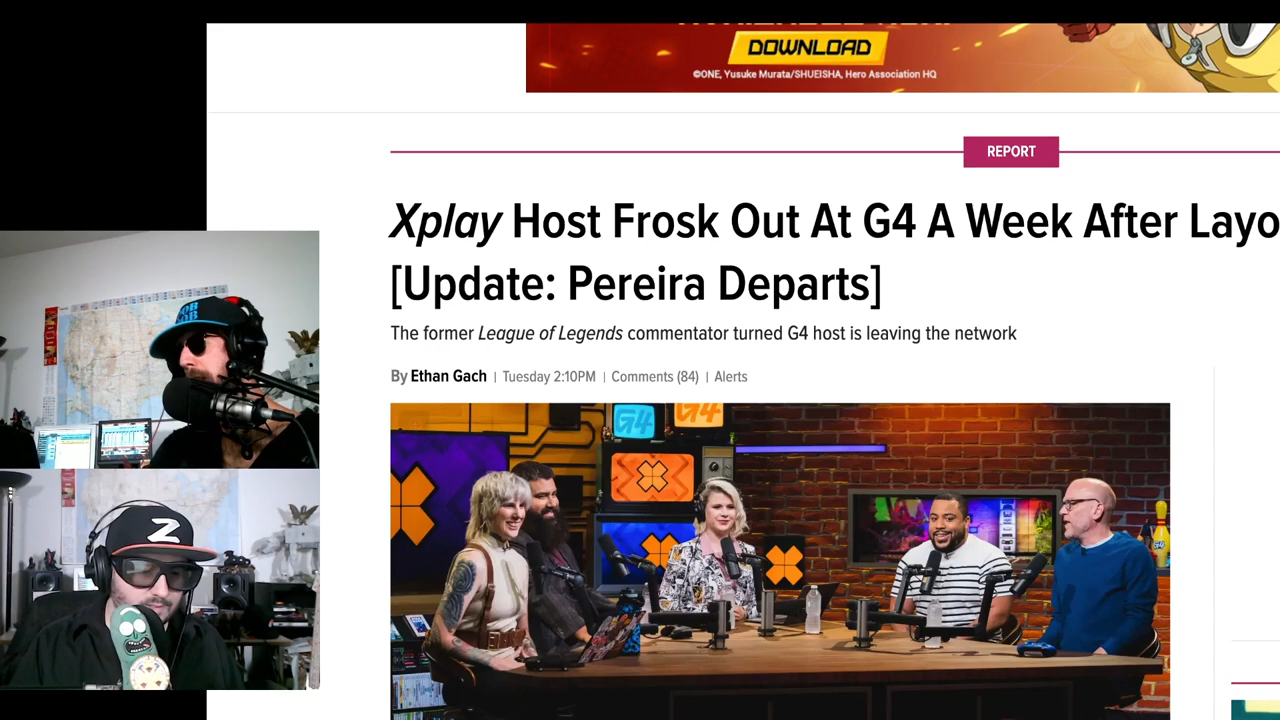 DOWNLOAD
©ONE, Yusuke Murata/SHUEISHA, Hero Association HQ
REPORT
Xplay Host Frosk Out At G4 A Week After Layo
[Update: Pereira Departs]
The former League of Legends commentator turned G4 host is leaving the network
By Ethan Gach | Tuesday 2:10PM | Comments (84) | Alerts
G4
G4
Z